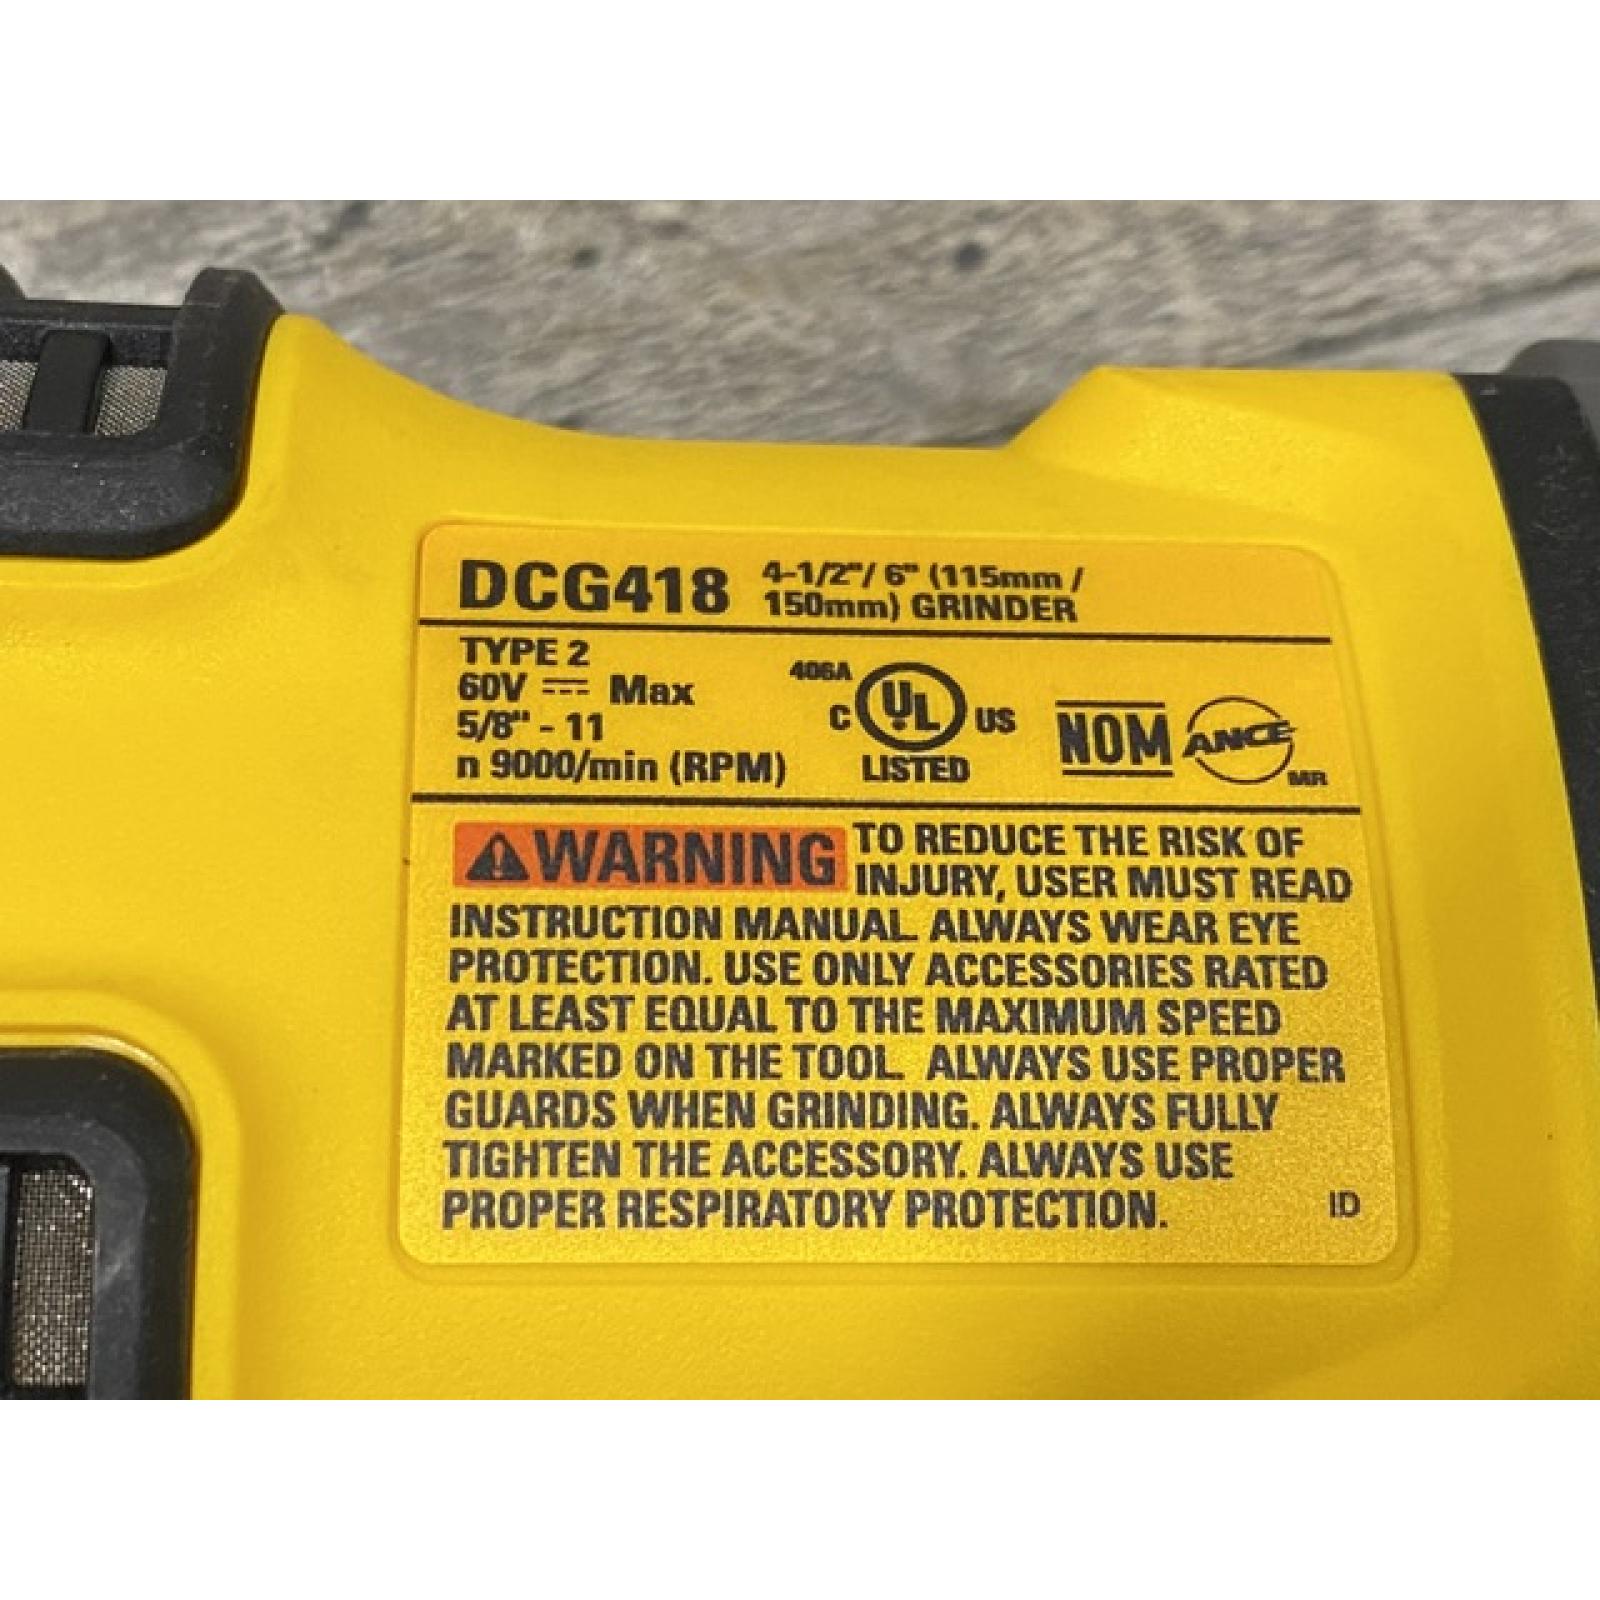 DCG418 4-1/2"/ 6" (115mm /
150mm) GRINDER
TYPE 2
60V ⎓ Max
5/8" - 11
n 9000/min (RPM)
406A
C UL US
LISTED
NOM ANCE MR
WARNING TO REDUCE THE RISK OF
INJURY, USER MUST READ
INSTRUCTION MANUAL. ALWAYS WEAR EYE
PROTECTION. USE ONLY ACCESSORIES RATED
AT LEAST EQUAL TO THE MAXIMUM SPEED
MARKED ON THE TOOL. ALWAYS USE PROPER
GUARDS WHEN GRINDING. ALWAYS FULLY
TIGHTEN THE ACCESSORY. ALWAYS USE
PROPER RESPIRATORY PROTECTION. ID